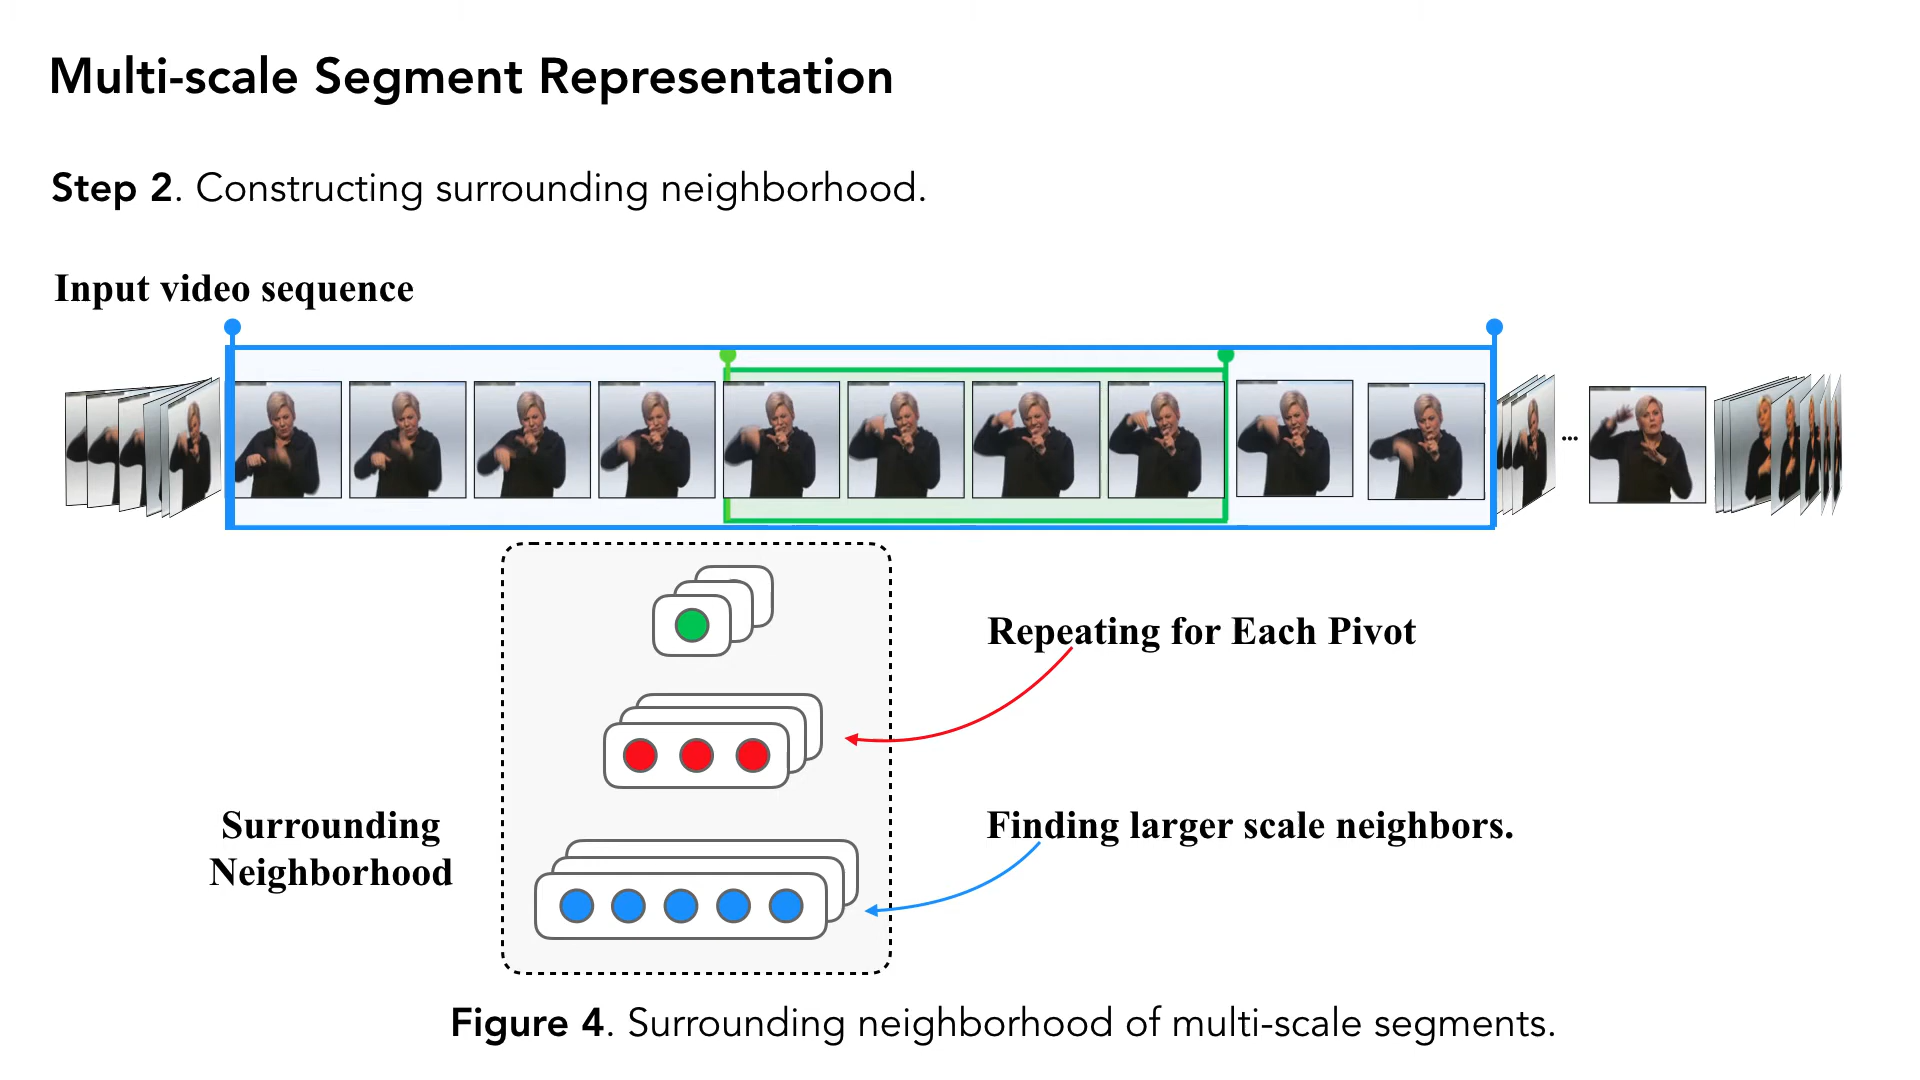 Multi-scale Segment Representation
Step 2. Constructing surrounding neighborhood.
Input video sequence
...
Repeating for Each Pivot
Surrounding
Neighborhood
Finding larger scale neighbors.
Figure 4. Surrounding neighborhood of multi-scale segments.